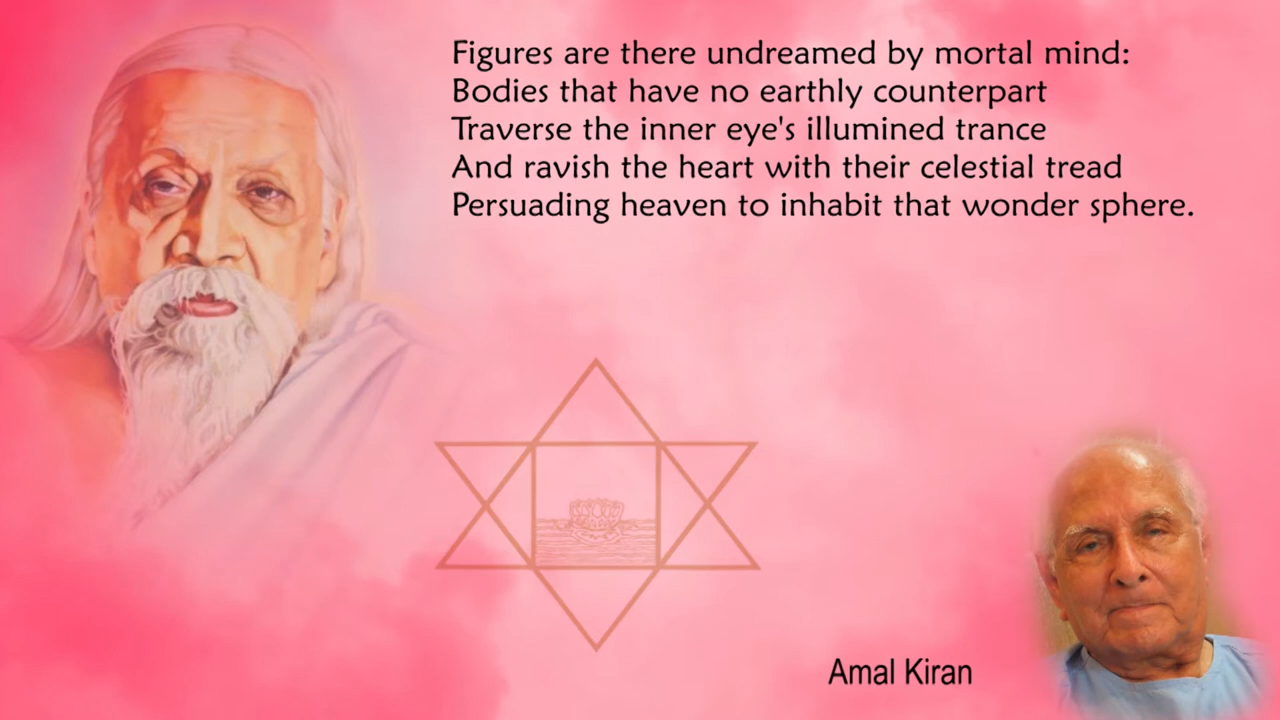 Figures are there undreamed by mortal mind:
Bodies that have no earthly counterpart
Traverse the inner eye's illumined trance
And ravish the heart with their celestial tread
Persuading heaven to inhabit that wonder sphere.
Amal Kiran